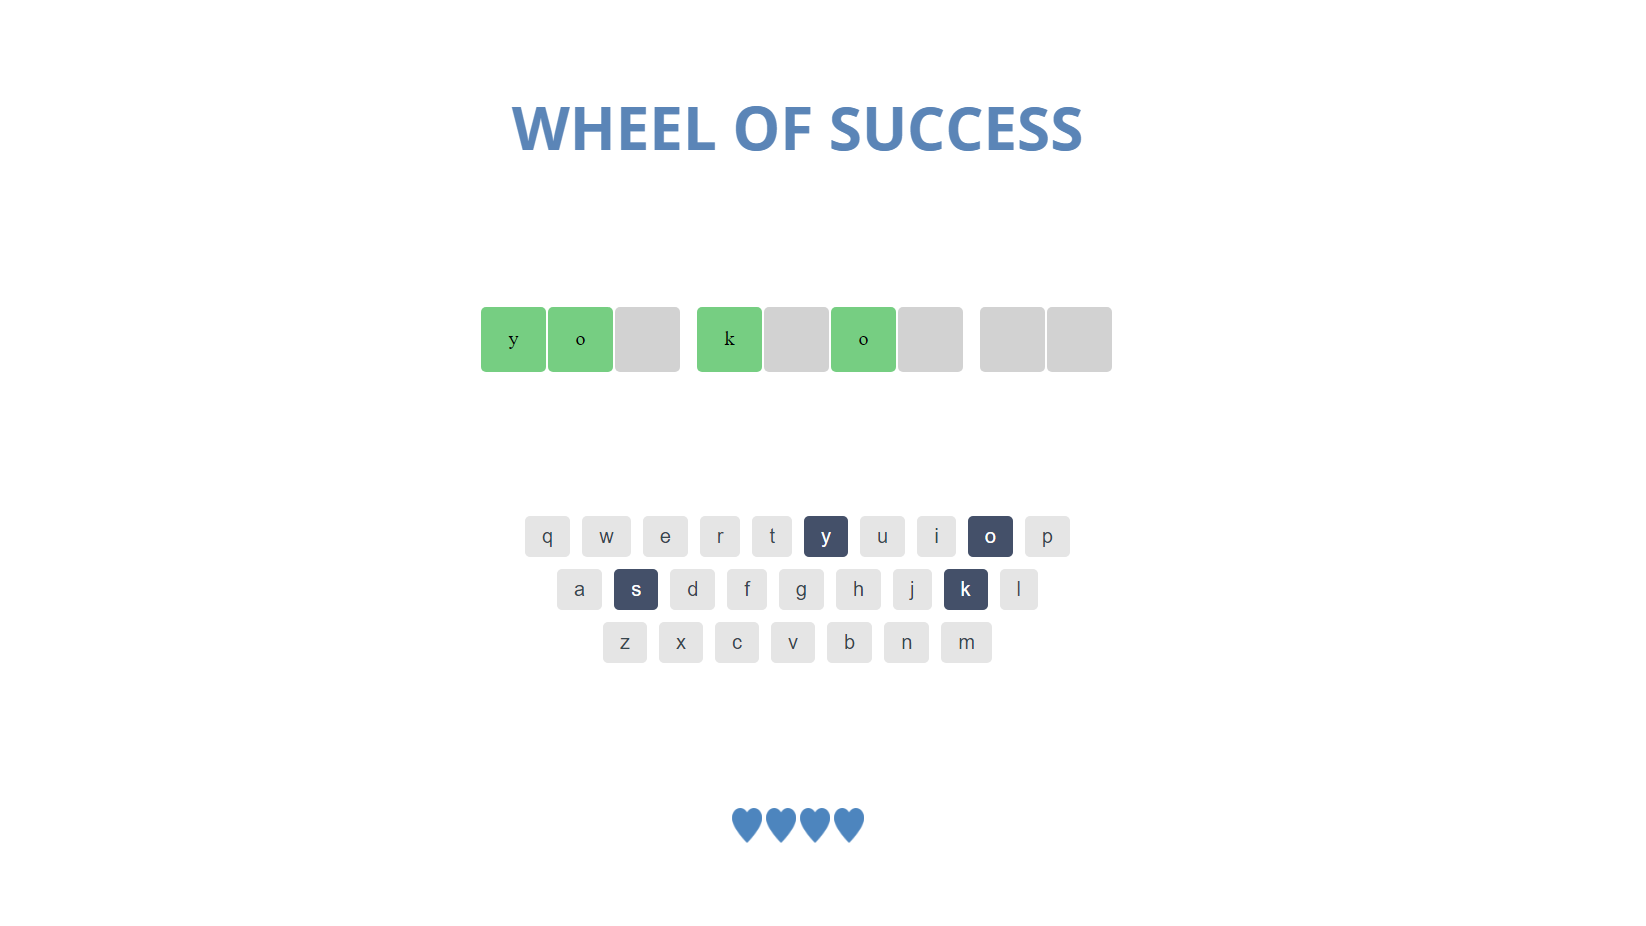 WHEEL OF SUCCESS
y o k o
q w e r t y u i o p
a s d f g h j k l
z x c v b n m